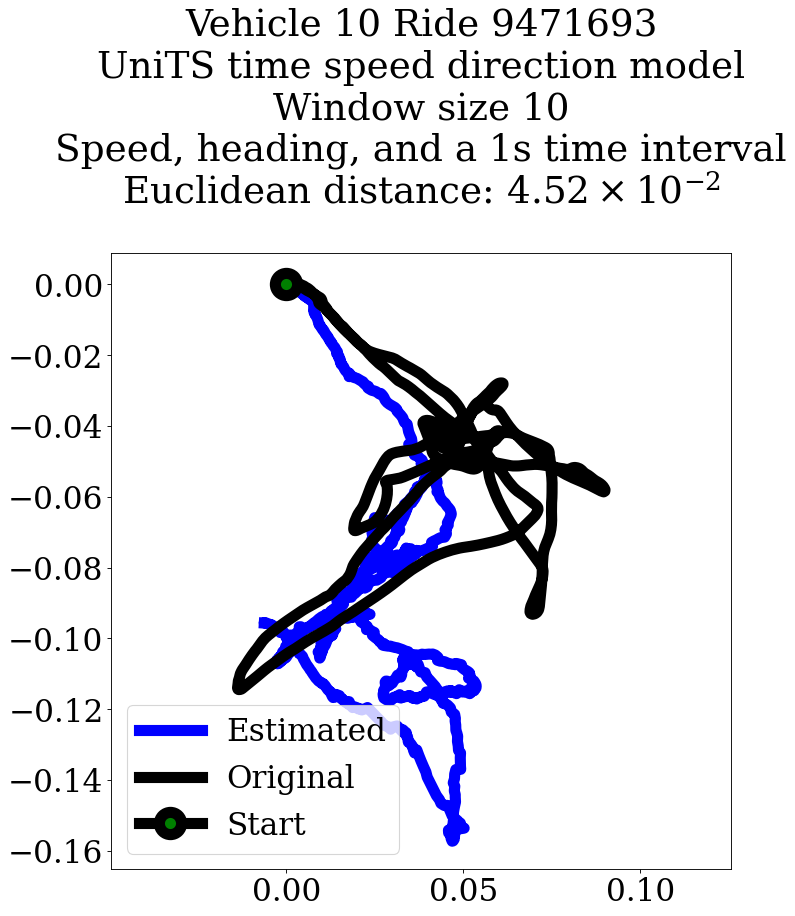 Vehicle 10 Ride 9471693
UniTS time speed direction model
Window size 10
Speed, heading, and a 1s time interval
Euclidean distance: 4.52 × 10⁻²
0.00
−0.02
−0.04
−0.06
−0.08
−0.10
−0.12
−0.14
−0.16
Estimated
Original
Start
0.00 0.05 0.10